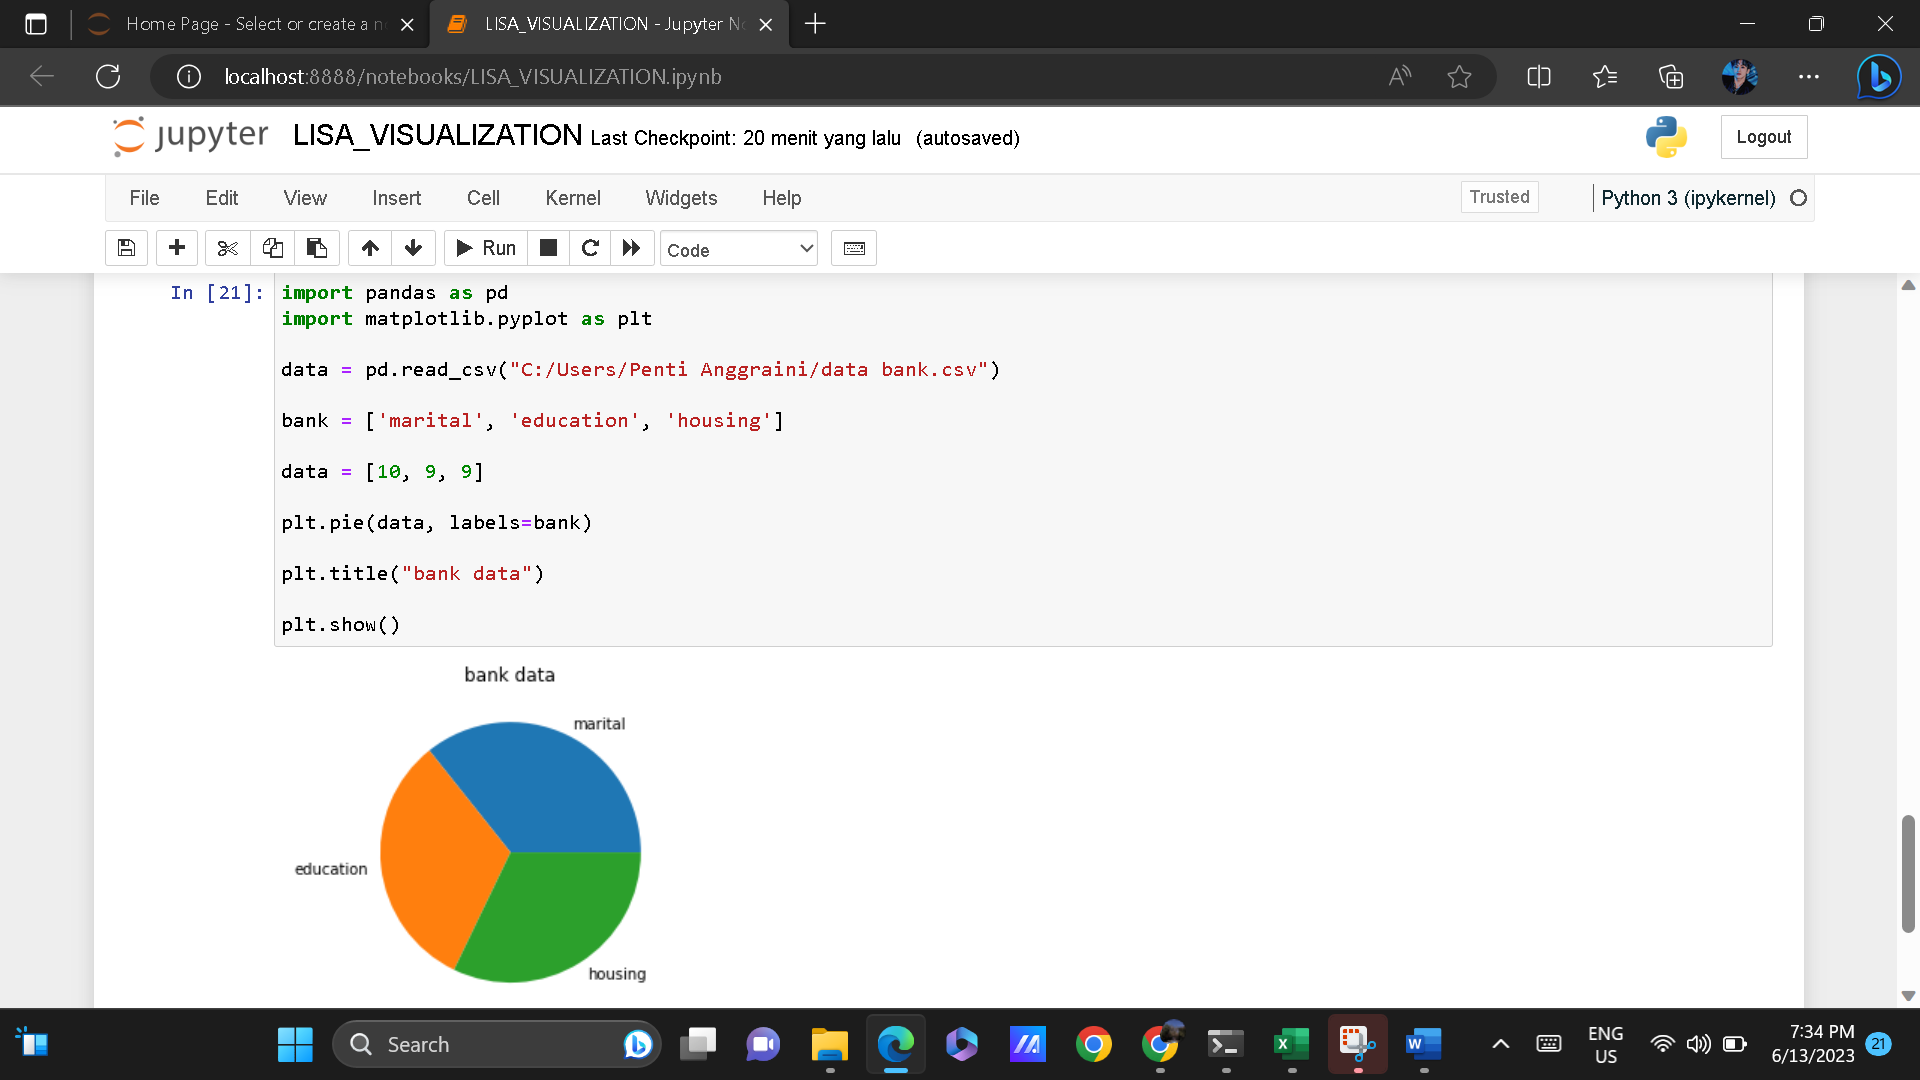 Home Page - Select or create a n
LISA_VISUALIZATION - Jupyter No
localhost:8888/notebooks/LISA_VISUALIZATION.ipynb
jupyter LISA_VISUALIZATION Last Checkpoint: 20 menit yang lalu (autosaved)
Logout
File Edit View Insert Cell Kernel Widgets Help
Trusted
Python 3 (ipykernel)
Run
Code
In [21]:
import pandas as pd
import matplotlib.pyplot as plt
data = pd.read_csv("C:/Users/Penti Anggraini/data bank.csv")
bank = ['marital', 'education', 'housing']
data = [10, 9, 9]
plt.pie(data, labels=bank)
plt.title("bank data")
plt.show()
bank data
marital
education
housing
Search
ENG
US
7:34 PM
6/13/2023
21